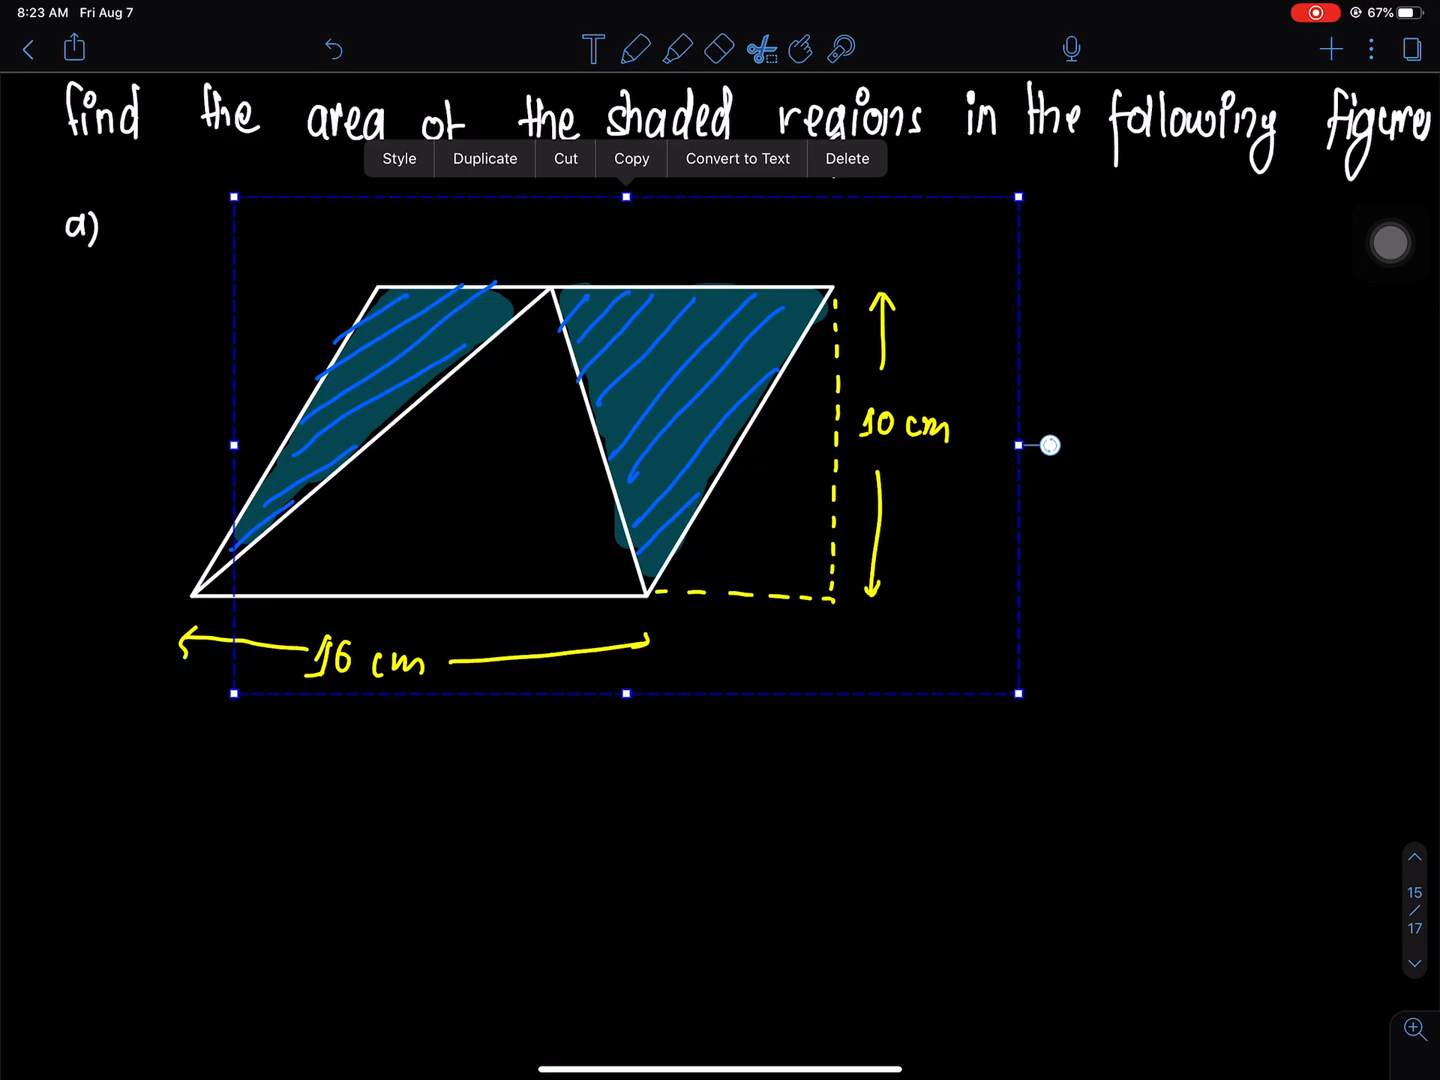 8:23 AM Fri Aug 7
67%
find the area of the shaded regions in the following figures
Style Duplicate Cut Copy Convert to Text Delete
a)
10 cm
16 cm
15
/
17